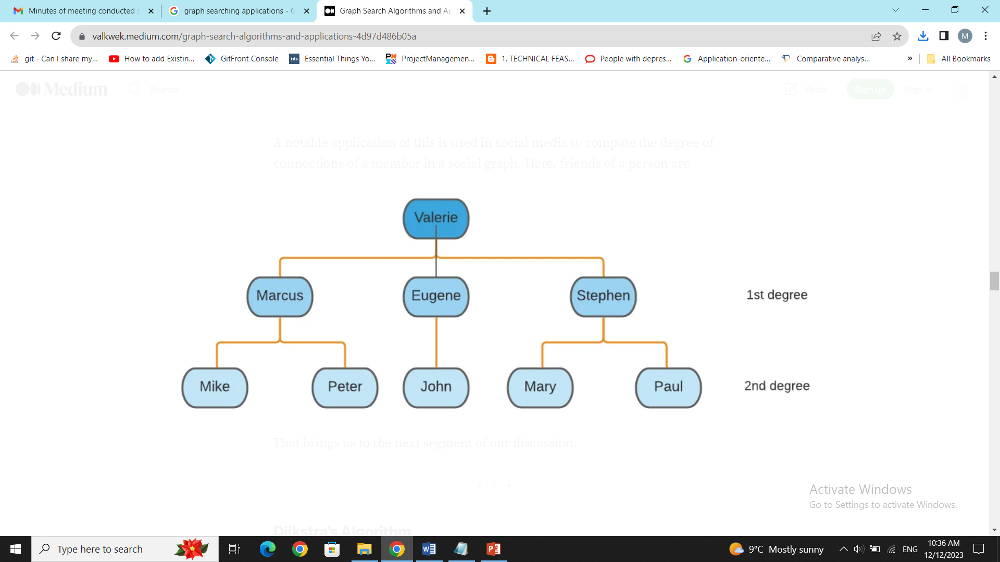 Minutes of meeting conducted s
graph searching applications - G
Graph Search Algorithms and Ap
valkwek.medium.com/graph-search-algorithms-and-applications-4d97d486b05a
M
git - Can I share my...
How to add Existin...
GitFront Console
tds
Essential Things Yo...
ProjectManagemen...
1. TECHNICAL FEAS...
People with depres...
Application-oriente...
Comparative analys...
»
All Bookmarks
Medium
Search
Write
Sign up
Sign in
A notable application of this is used in social media to compute the degree of
connections of a member in a social graph. Here, friends of a person are
Valerie
Marcus
Eugene
Stephen
1st degree
Mike
Peter
John
Mary
Paul
2nd degree
That brings us to the next segment of our discussion.
. . .
Activate Windows
Go to Settings to activate Windows.
Dijkstra's Algorithm
Type here to search
9°C Mostly sunny
ENG
10:36 AM
12/12/2023